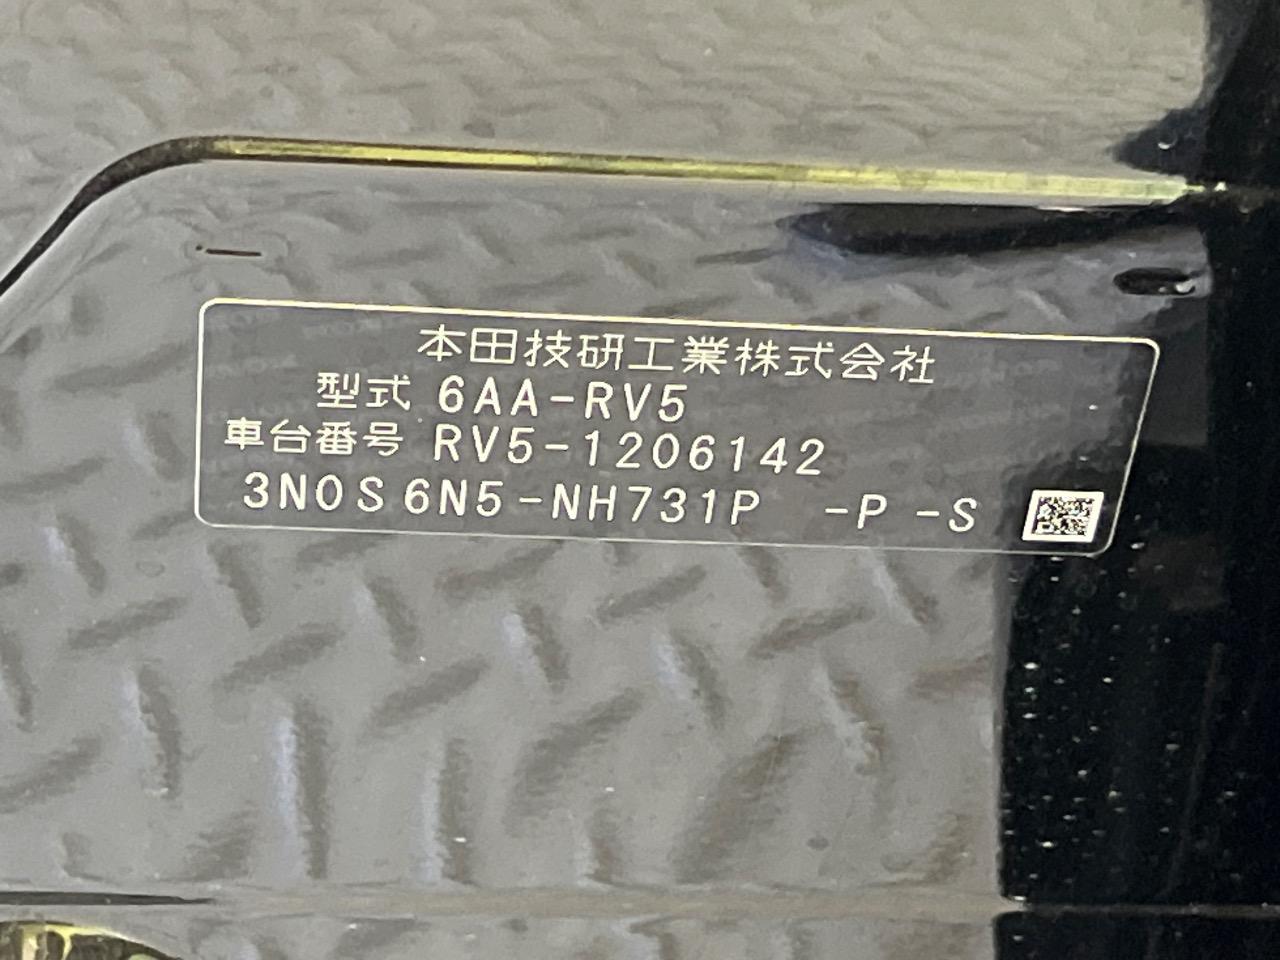 本田技研工業株式会社
型式 6AA-RV5
車台番号 RV5-1206142
3N0S 6N5-NH731P -P -S